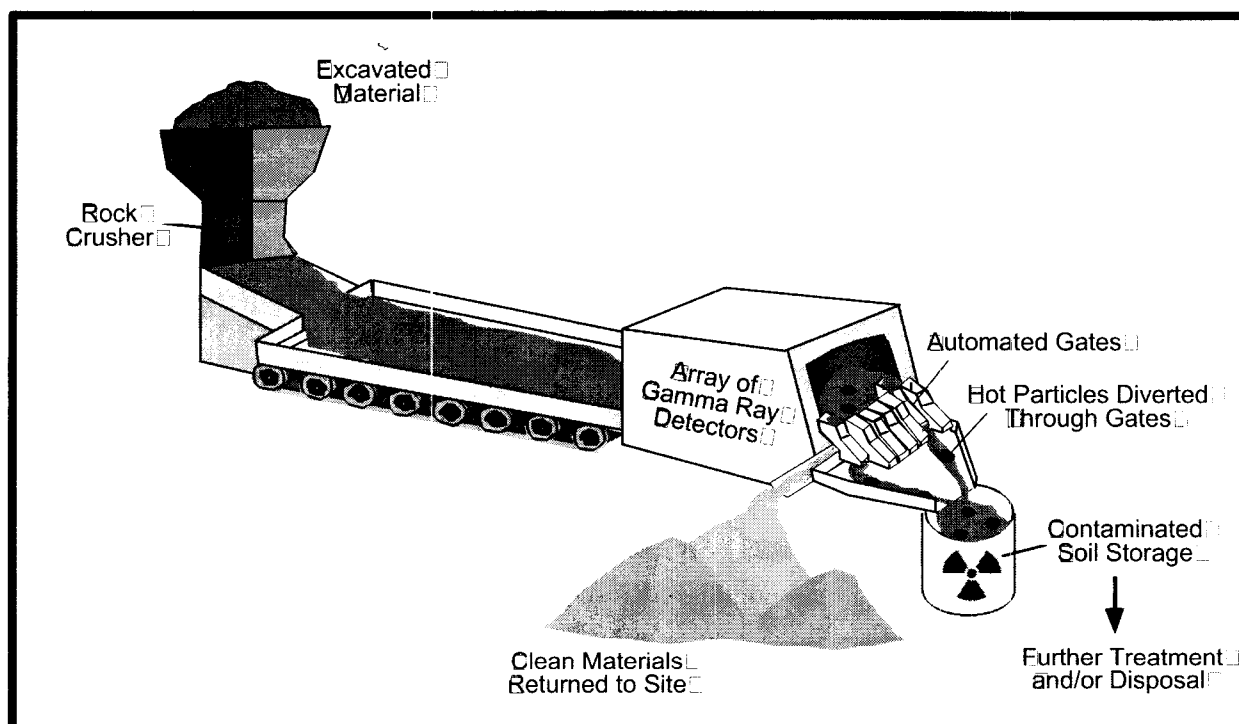 Excavated
Material
Rock
Crusher
Array of
Gamma Ray
Detectors
Automated Gates
Hot Particles Diverted
Through Gates
Contaminated
Soil Storage
Clean Materials
Returned to Site
Further Treatment
and/or Disposal